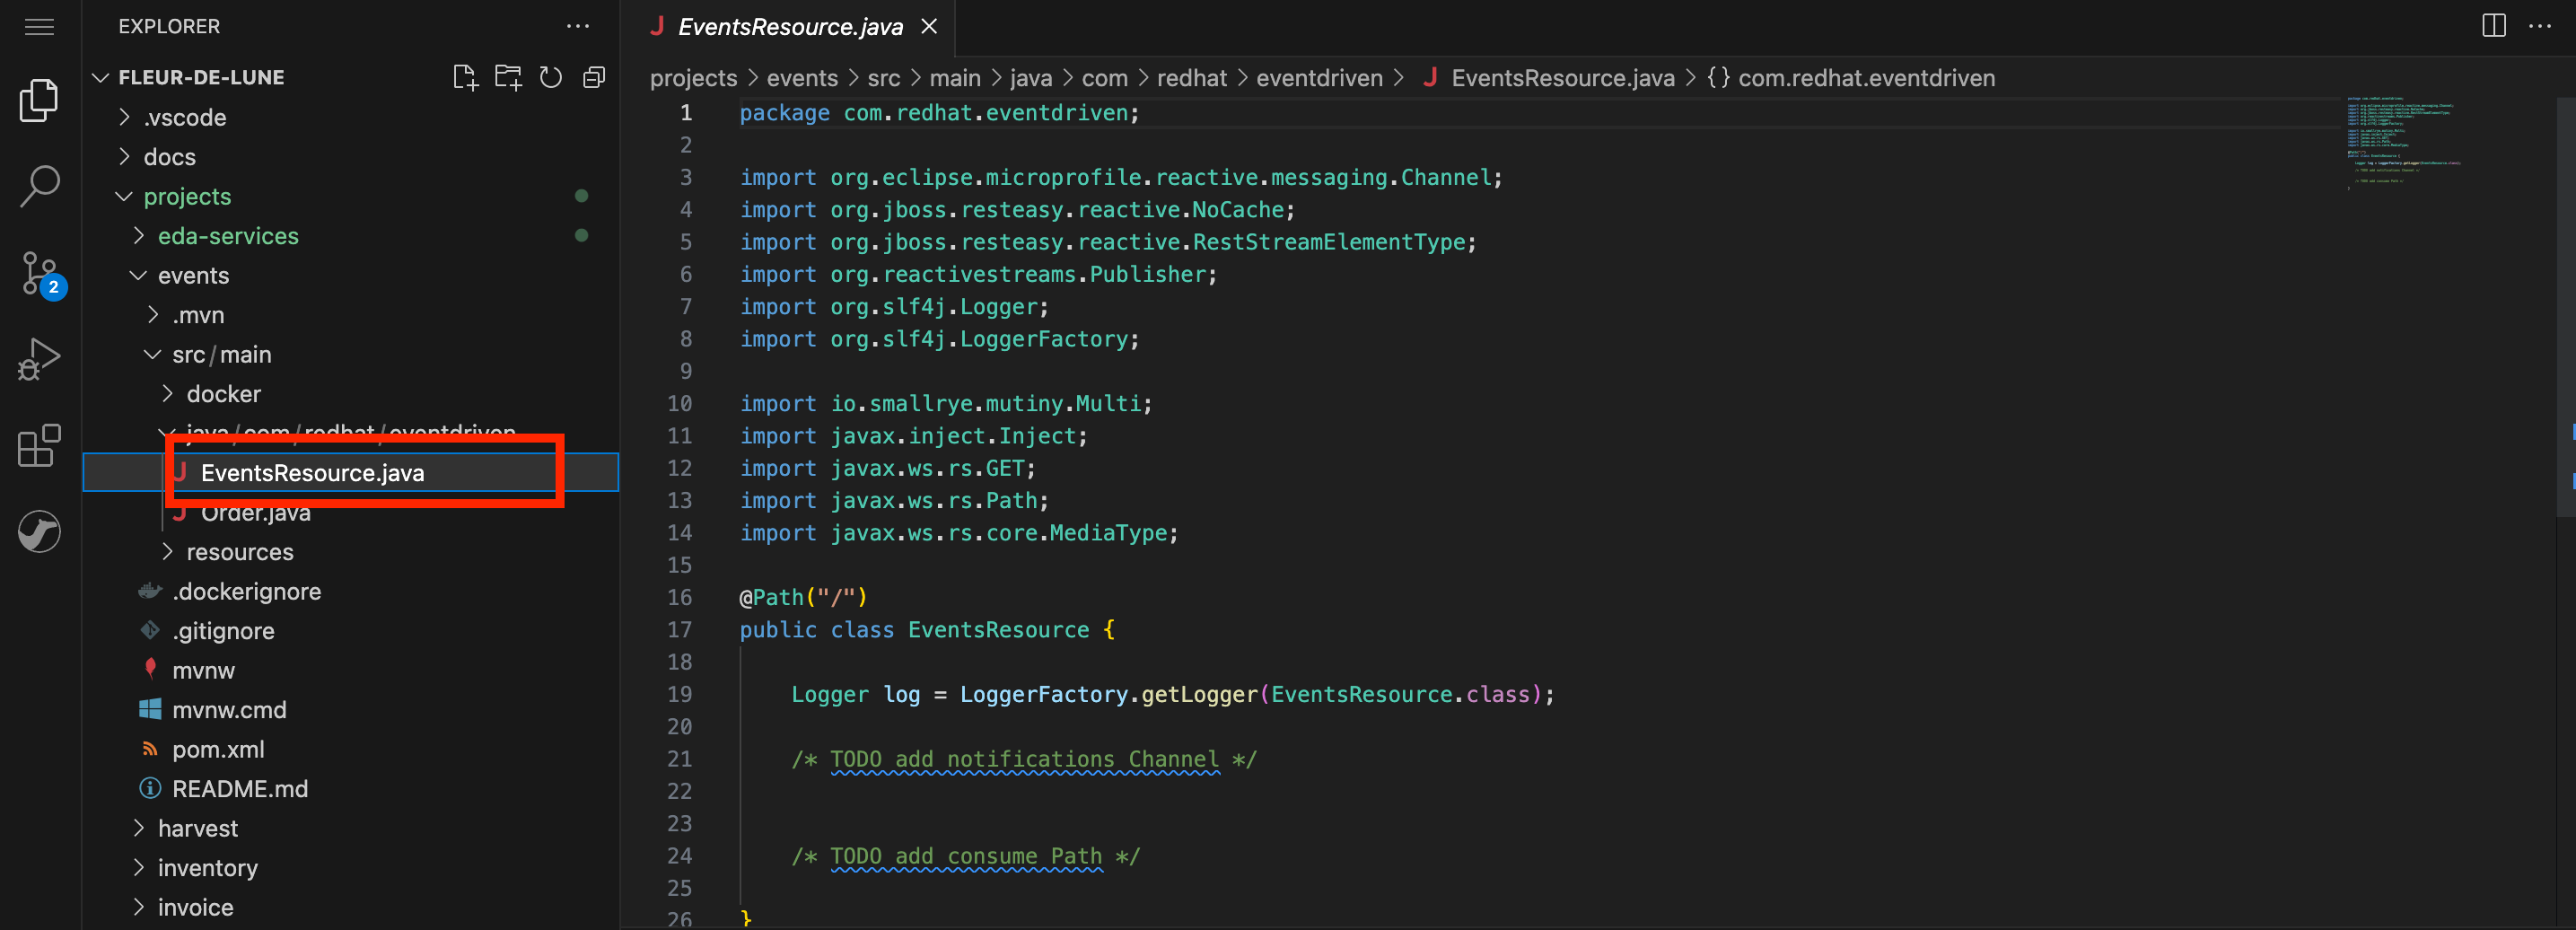 EXPLORER
FLEUR-DE-LUNE
.vscode
docs
projects
eda-services
events
.mvn
src/main
docker
java/com/redhat/eventdriven
EventsResource.java
Order.java
resources
.dockerignore
.gitignore
mvnw
mvnw.cmd
pom.xml
README.md
harvest
inventory
invoice
2
J EventsResource.java
projects > events > src > main > java > com > redhat > eventdriven > J EventsResource.java > {} com.redhat.eventdriven
1 package com.redhat.eventdriven;
2
3 import org.eclipse.microprofile.reactive.messaging.Channel;
4 import org.jboss.resteasy.reactive.NoCache;
5 import org.jboss.resteasy.reactive.RestStreamElementType;
6 import org.reactivestreams.Publisher;
7 import org.slf4j.Logger;
8 import org.slf4j.LoggerFactory;
9
10 import io.smallrye.mutiny.Multi;
11 import javax.inject.Inject;
12 import javax.ws.rs.GET;
13 import javax.ws.rs.Path;
14 import javax.ws.rs.core.MediaType;
15
16 @Path("/")
17 public class EventsResource {
18
19 Logger log = LoggerFactory.getLogger(EventsResource.class);
20
21 /* TODO add notifications Channel */
22
23
24 /* TODO add consume Path */
25
26 }